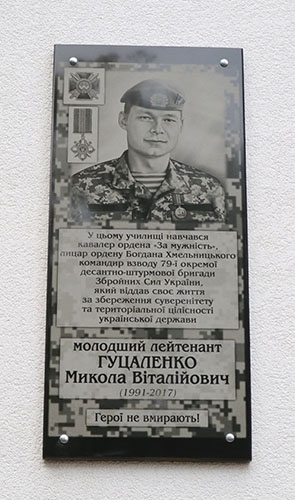 У цьому училищі навчався
кавалер ордена «За мужність»,
лицар ордену Богдана Хмельницького
командир взводу 79-ї окремої
десантно-штурмової бригади
Збройних Сил України,
який віддав своє життя
за збереження суверенітету
та територіальної цілісності
української держави
молодший лейтенант
ГУЦАЛЕНКО
Микола Віталійович
(1991-2017)
Герої не вмирають!